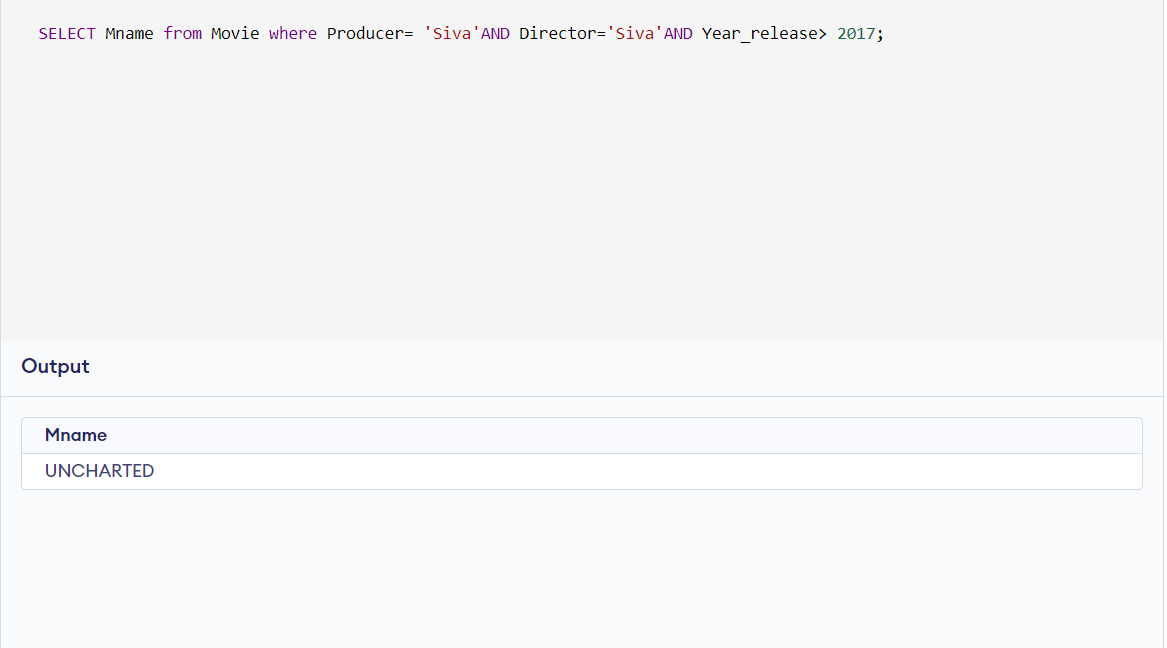 SELECT Mname from Movie where Producer= 'Siva'AND Director='Siva'AND Year_release> 2017;
Output
Mname
UNCHARTED